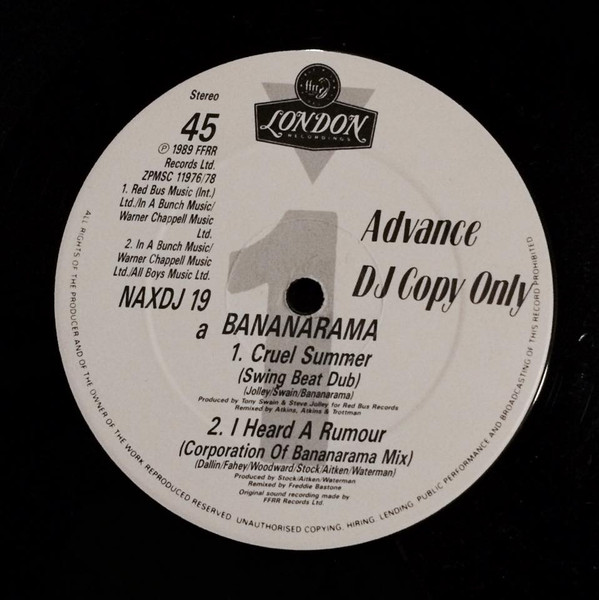 LONDON
RECORDINGS
Stereo
45
Ⓟ 1989 FFRR
Records Ltd.
ZPMSC 11976/78
1. Red Bus Music (Int.)
Ltd./In A Bunch Music/
Warner Chappell Music
Ltd.
2. In A Bunch Music/
Warner Chappell Music
Ltd./All Boys Music Ltd.
NAXDJ 19
a
Advance
DJ Copy Only
1
BANANARAMA
1. Cruel Summer
(Swing Beat Dub)
(Jolley/Swain/Bananarama)
Produced by Tony Swain & Steve Jolley for Red Bus Records
Remixed by Atkins, Atkins & Trottman
2. I Heard A Rumour
(Corporation Of Bananarama Mix)
(Dallin/Fahey/Woodward/Stock/Aitken/Waterman)
Produced by Stock/Aitken/Waterman
Remixed by Freddie Bastone
Original sound recording made by
FFRR Records Ltd.
ALL RIGHTS OF THE PRODUCER AND OF THE OWNER OF THE WORK REPRODUCED RESERVED. UNAUTHORISED COPYING, HIRING, LENDING, PUBLIC PERFORMANCE AND BROADCASTING OF THIS RECORD PROHIBITED